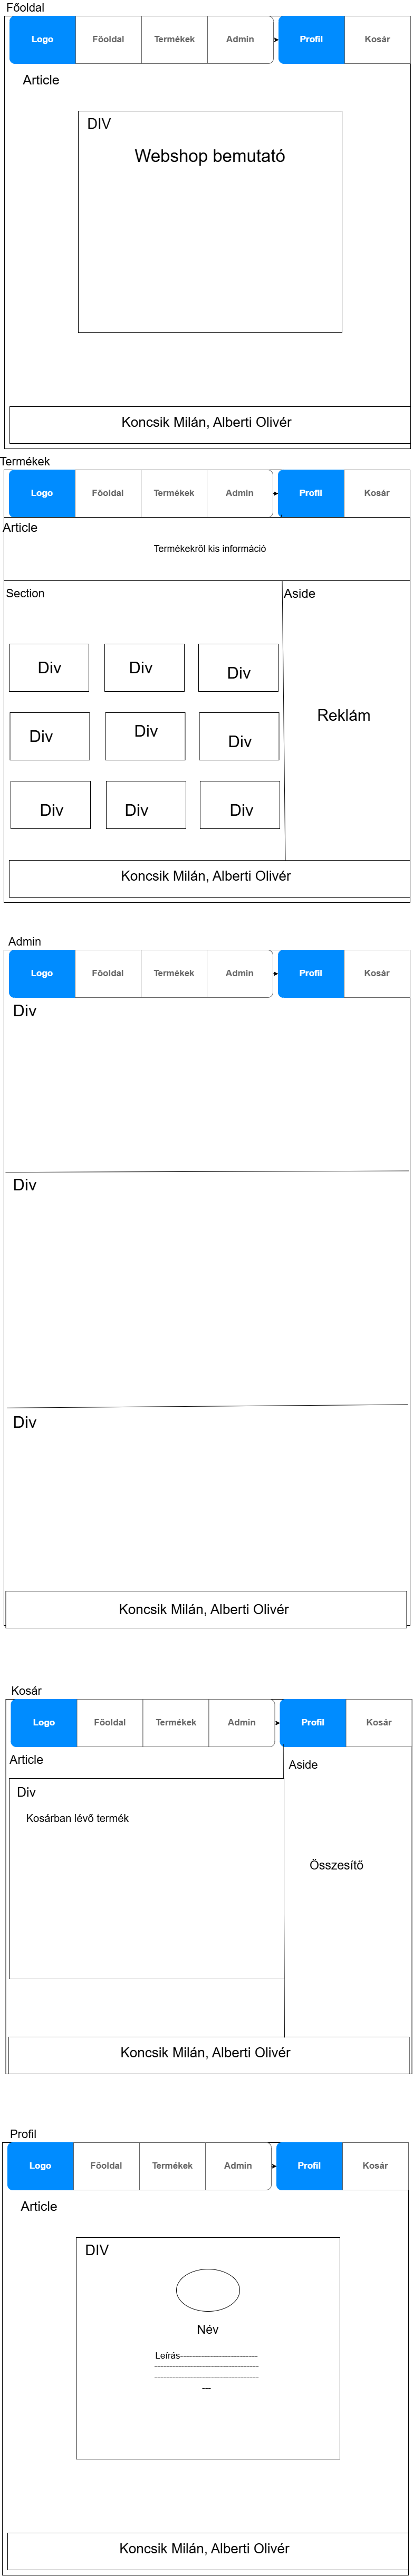 Főoldal
Logo
Főoldal
Termékek
Admin
Profil
Kosár
Article
DIV
Webshop bemutató
Koncsik Milán, Alberti Olivér
Termékek
Logo
Főoldal
Termékek
Admin
Profil
Kosár
Article
Termékekről kis információ
Section
Aside
Div
Div
Div
Reklám
Div
Div
Div
Div
Div
Div
Koncsik Milán, Alberti Olivér
Admin
Logo
Főoldal
Termékek
Admin
Profil
Kosár
Div
Div
Div
Koncsik Milán, Alberti Olivér
Kosár
Logo
Főoldal
Termékek
Admin
Profil
Kosár
Article
Aside
Div
Kosárban lévő termék
Összesítő
Koncsik Milán, Alberti Olivér
Profil
Logo
Főoldal
Termékek
Admin
Profil
Kosár
Article
DIV
Név
Leírás--------------------------
-----------------------------------
-----------------------------------
---
Koncsik Milán, Alberti Olivér